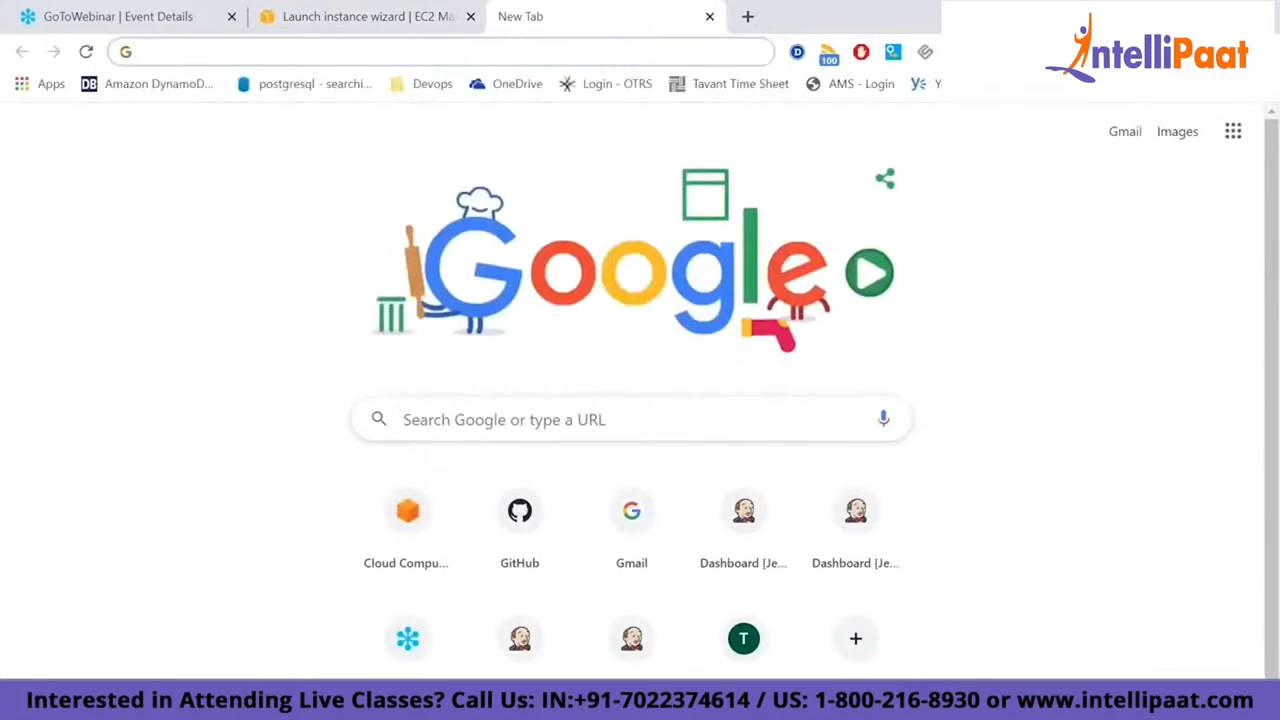 GoToWebinar | Event Details
Launch instance wizard | EC2 Ma
New Tab
IntelliPaat
100
Apps
Amazon DynamoD...
postgresql - searchi...
Devops
OneDrive
Login - OTRS
Tavant Time Sheet
AMS - Login
Gmail
Images
Google
Search Google or type a URL
Cloud Compu...
GitHub
Gmail
Dashboard [Je...
Dashboard [Je...
T
Interested in Attending Live Classes? Call Us: IN:+91-7022374614 / US: 1-800-216-8930 or www.intellipaat.com